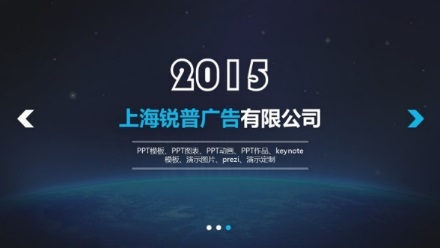 2015
上海锐普广告有限公司
PPT模板、PPT图表、PPT动画、PPT作品、keynote
模板、演示图片、prezi、演示定制